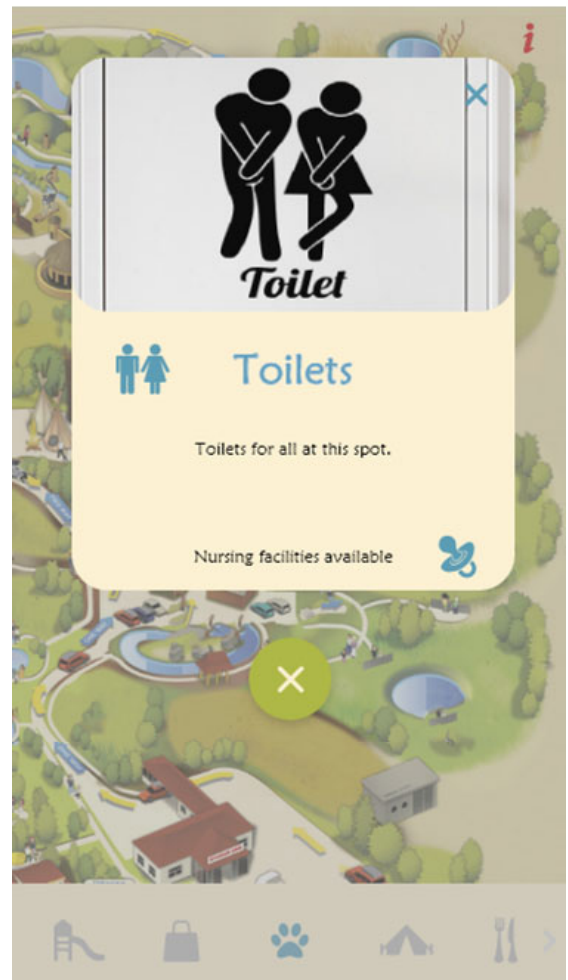 i
Toilet
Toilets
Toilets for all at this spot.
Nursing facilities available